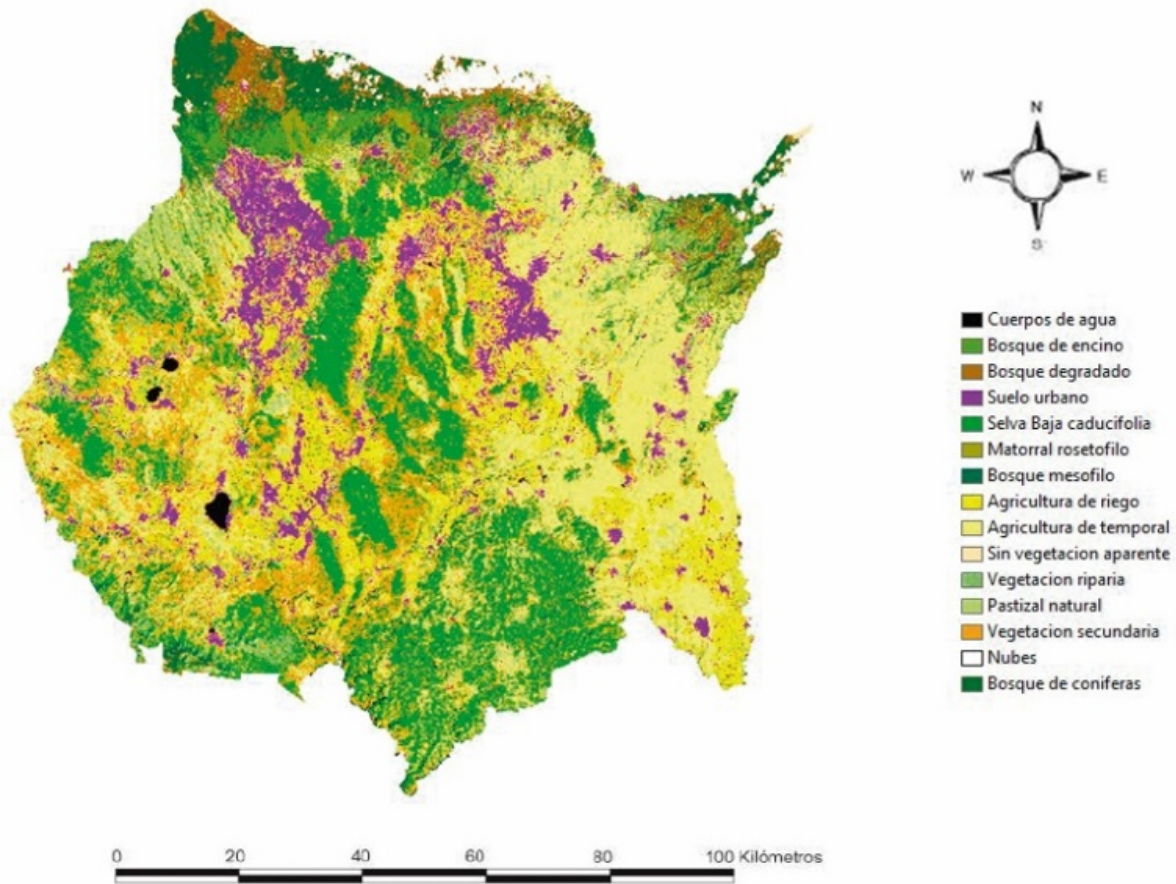 N
W
E
S
Cuerpos de agua
Bosque de encino
Bosque degradado
Suelo urbano
Selva Baja caducifolia
Matorral rosetofilo
Bosque mesofilo
Agricultura de riego
Agricultura de temporal
Sin vegetacion aparente
Vegetacion riparia
Pastizal natural
Vegetacion secundaria
Nubes
Bosque de coniferas
0 20 40 60 80 100 Kilómetros